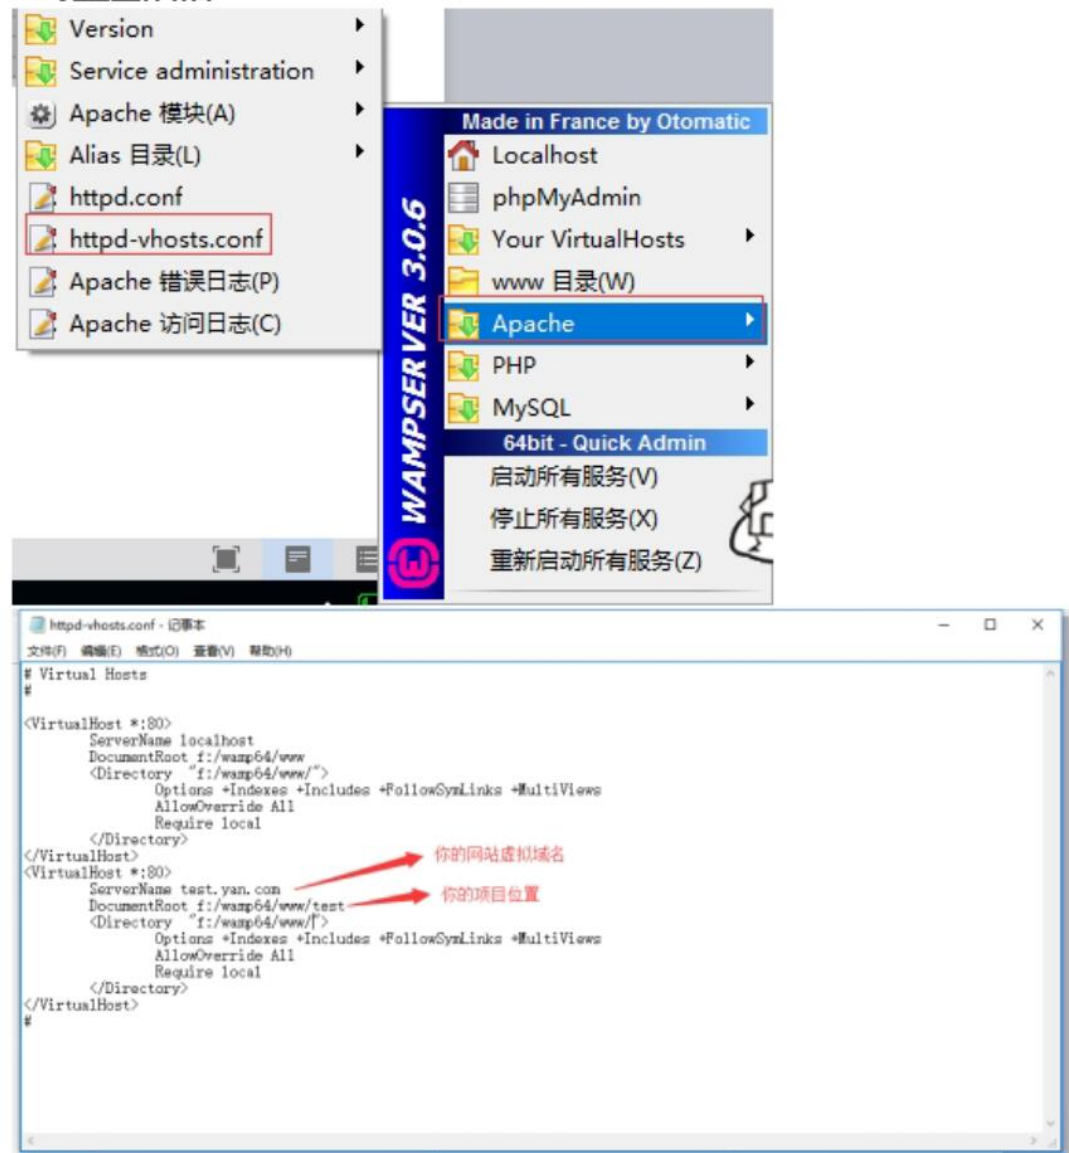 Version
Service administration
Apache 模块(A)
Alias 目录(L)
httpd.conf
httpd-vhosts.conf
Apache 错误日志(P)
Apache 访问日志(C)
WAMPSERVER 3.0.6
Made in France by Otomatic
Localhost
phpMyAdmin
Your VirtualHosts
www 目录(W)
Apache
PHP
MySQL
64bit - Quick Admin
启动所有服务(V)
停止所有服务(X)
重新启动所有服务(Z)
httpd-vhosts.conf - 记事本
文件(F) 编辑(E) 格式(O) 查看(V) 帮助(H)
# Virtual Hosts
#
<VirtualHost *:80>
ServerName localhost
DocumentRoot f:/wamp64/www
<Directory "f:/wamp64/www/">
Options +Indexes +Includes +FollowSymLinks +MultiViews
AllowOverride All
Require local
</Directory>
</VirtualHost>
你的网站虚拟域名
<VirtualHost *:80>
ServerName test.yan.com
你的项目位置
DocumentRoot f:/wamp64/www/test
<Directory "f:/wamp64/www/">
Options +Indexes +Includes +FollowSymLinks +MultiViews
AllowOverride All
Require local
</Directory>
</VirtualHost>
#